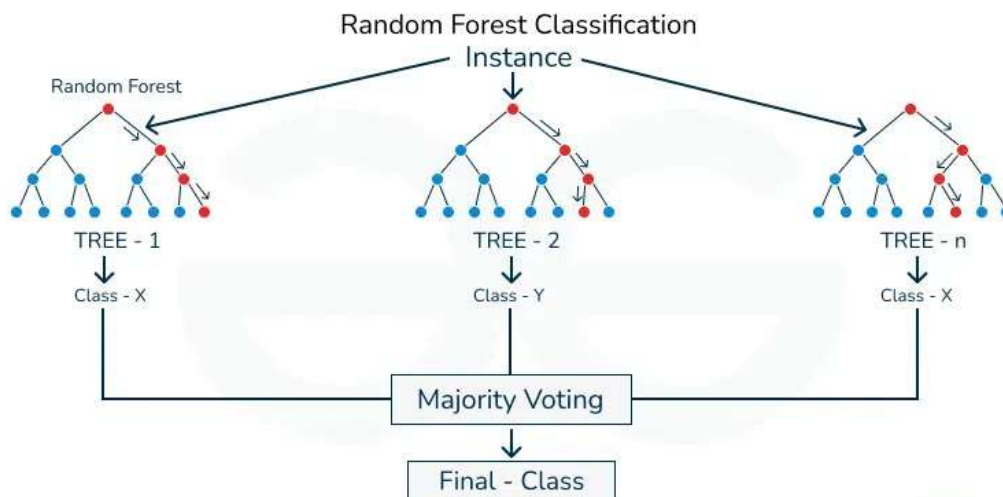 Random Forest Classification
Instance
Random Forest
TREE - 1
TREE - 2
TREE - n
Class - X
Class - Y
Class - X
Majority Voting
Final - Class